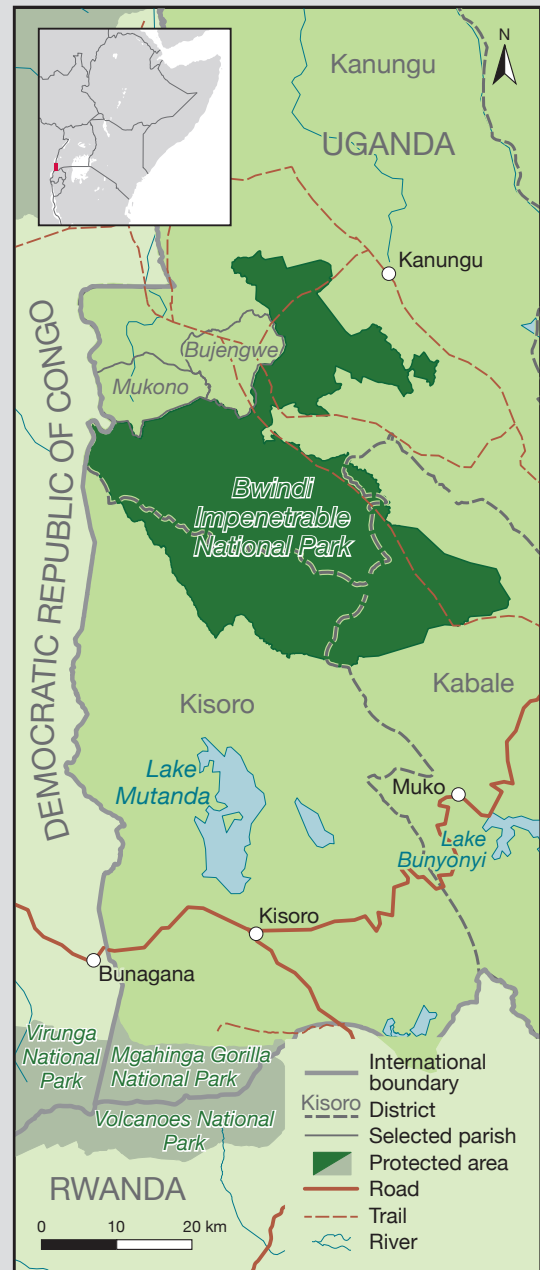 N
Kanungu
UGANDA
Kanungu
DEMOCRATIC REPUBLIC OF CONGO
Bujengwe
Mukono
Bwindi
Impenetrable
National Park
Kabale
Kisoro
Lake
Mutanda
Muko
Lake
Bunyonyi
Kisoro
Bunagana
Virunga
National
Park
Mgahinga Gorilla
National Park
Volcanoes National
Park
RWANDA
0 10 20 km
International
boundary
Kisoro District
Selected parish
Protected area
Road
Trail
River